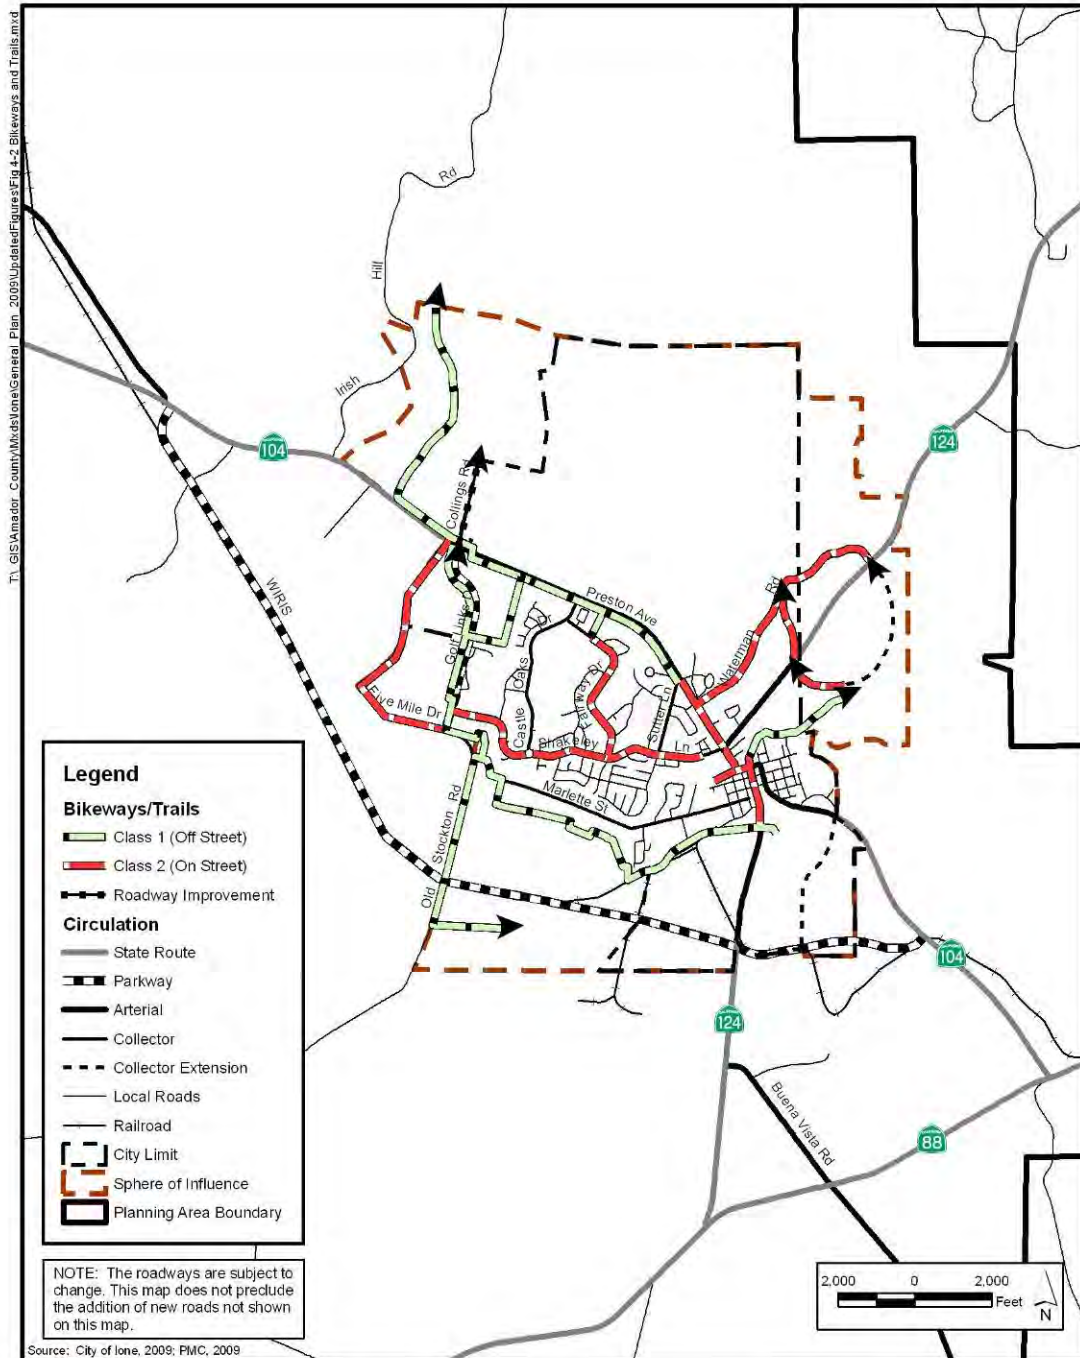 T:\_GIS\Amador_County\Mxds\Ione\General_Plan_2009\UpdatedFigures\Fig 4-2 Bikeways and Trails.mxd
Rd
Hill
Irish
104
124
Collings Rd
WIRIS
Preston Ave
Rd
Waterman
Golf Links Dr
Dr
Oaks
Castle
Fairway Dr
Sutter Ln
Five Mile Dr
Shakeley
Ln
Marlette St
Stockton Rd
Old
104
124
Buena Vista Rd
88
Legend
Bikeways/Trails
Class 1 (Off Street)
Class 2 (On Street)
Roadway Improvement
Circulation
State Route
Parkway
Arterial
Collector
Collector Extension
Local Roads
Railroad
City Limit
Sphere of Influence
Planning Area Boundary
NOTE: The roadways are subject to
change. This map does not preclude
the addition of new roads not shown
on this map.
2,000 0 2,000
Feet
N
Source: City of Ione, 2009; PMC, 2009